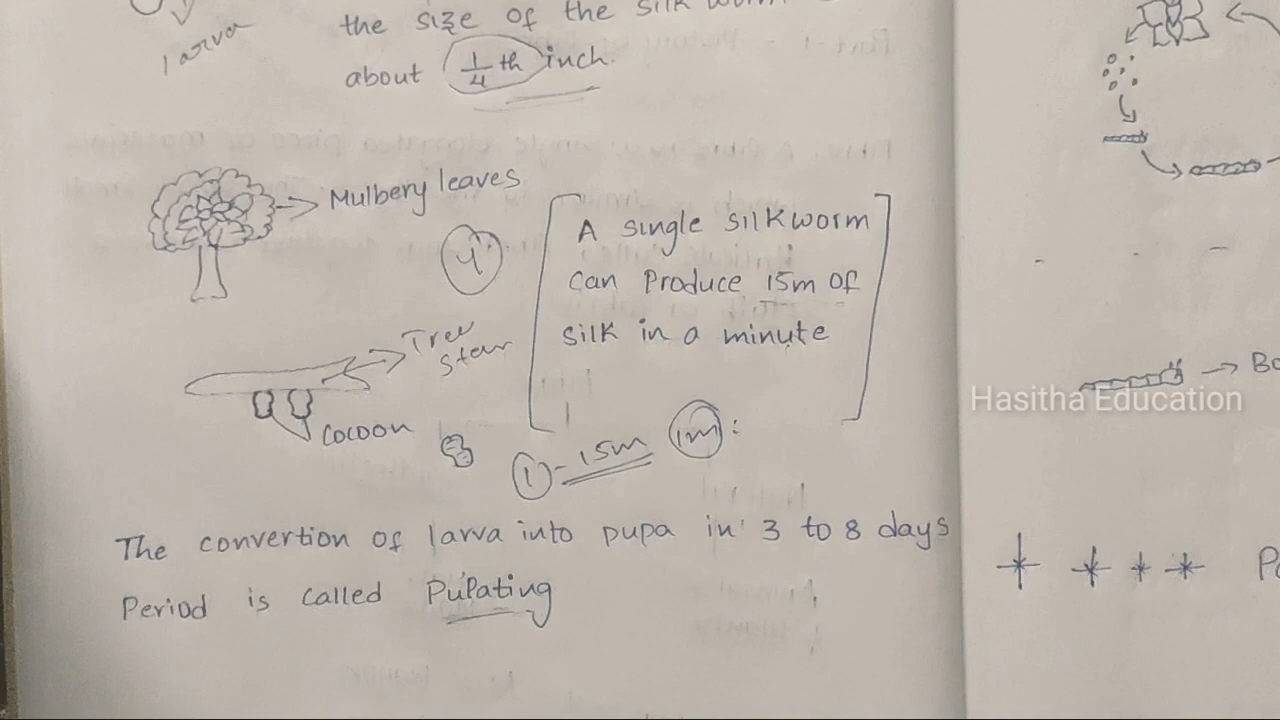 the size of the silk worm
larva
about 1/4 th inch.
Mulbery leaves
4.
A single silkworm
can Produce 15m of
silk in a minute
Tree
Cocoon
1 - 15m 1m:
The convertion of larva into pupa in 3 to 8 days
Period is called Pupating
Hasitha Education